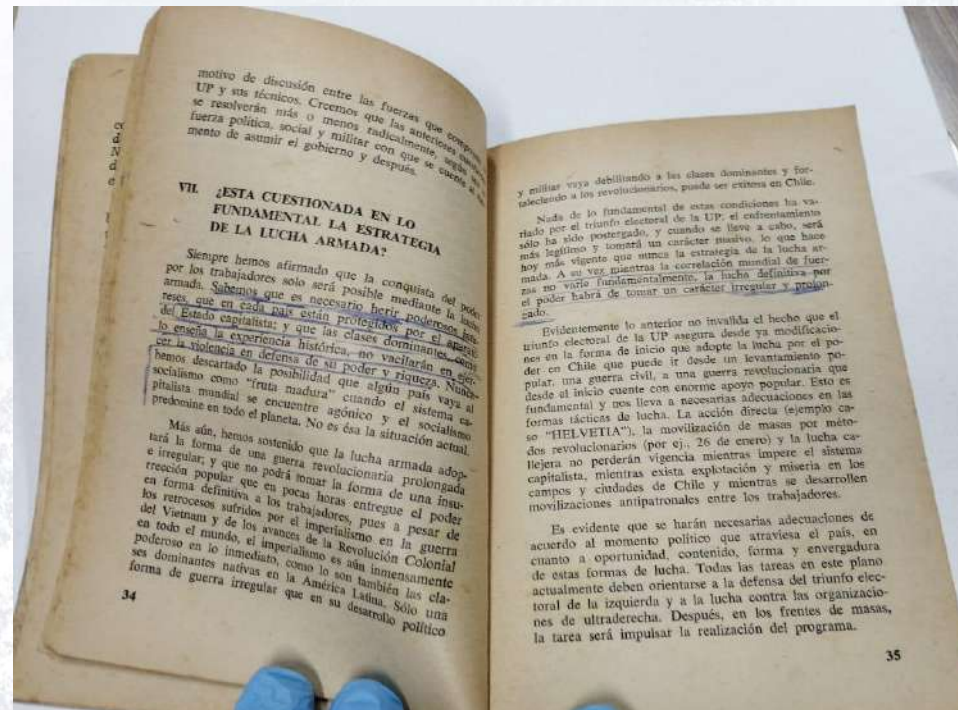 motivo de discusión entre las fuerzas que
UP y sus técnicos. Creemos que las anteriores
se resolverán más o menos radicalmente, según
fuerza política, social y militar con que se cuente al
mento de asumir el gobierno y después.
VII. ¿ESTA CUESTIONADA EN LO
FUNDAMENTAL LA ESTRATEGIA
DE LA LUCHA ARMADA?
Siempre hemos afirmado que la conquista del poder
por los trabajadores solo será posible mediante la lucha
armada. Sabemos que es necesario herir poderosos inte-
reses, que en cada país están protegidos por el aparato
del Estado capitalista; y que las clases dominantes, como
lo enseña la experiencia histórica, no vacilarán en ejer-
cer la violencia en defensa de su poder y riqueza. Nunca
hemos descartado la posibilidad que algún país vaya al
socialismo como "fruta madura" cuando el sistema ca-
pitalista mundial se encuentre agónico y el socialismo
predomine en todo el planeta. No es ésa la situación actual.
Más aún, hemos sostenido que la lucha armada adop-
tará la forma de una guerra revolucionaria prolongada
e irregular; y que no podrá tomar la forma de una insu-
rrección popular que en pocas horas entregue el poder
en forma definitiva a los trabajadores, pues a pesar de
los retrocesos sufridos por el imperialismo en la guerra
del Vietnam y de los avances de la Revolución Colonial
en todo el mundo, el imperialismo es aún inmensamente
poderoso en lo inmediato, como lo son también las cla-
ses dominantes nativas en la América Latina. Sólo una
forma de guerra irregular que en su desarrollo político
34
y militar vaya debilitando a las clases dominantes y for-
taleciendo a los revolucionarios, puede ser exitosa en Chile.
Nada de lo fundamental de estas condiciones ha va-
riado por el triunfo electoral de la UP: el enfrentamiento
sólo ha sido postergado, y cuando se lleve a cabo, será
más legítimo y tomará un carácter masivo, lo que hace
hoy más vigente que nunca la estrategia de la lucha ar-
mada. A su vez mientras la correlación mundial de fuer-
zas no varíe fundamentalmente, la lucha definitiva por
el poder habrá de tomar un carácter irregular y prolon-
gado.
Evidentemente lo anterior no invalida el hecho que el
triunfo electoral de la UP asegura desde ya modificacio-
nes en la forma de inicio que adopte la lucha por el po-
der en Chile que puede ir desde un levantamiento po-
pular, una guerra civil, a una guerra revolucionaria que
desde el inicio cuente con enorme apoyo popular. Esto es
fundamental y nos lleva a necesarias adecuaciones en las
formas tácticas de lucha. La acción directa (ejemplo ca-
so "HELVETIA"), la movilización de masas por méto-
dos revolucionarios (por ej., 26 de enero) y la lucha ca-
llejera no perderán vigencia mientras impere el sistema
capitalista, mientras exista explotación y miseria en los
campos y ciudades de Chile y mientras se desarrollen
movilizaciones antipatronales entre los trabajadores.
Es evidente que se harán necesarias adecuaciones de
acuerdo al momento político que atraviesa el país, en
cuanto a oportunidad, contenido, forma y envergadura
de estas formas de lucha. Todas las tareas en este plano
actualmente deben orientarse a la defensa del triunfo elec-
toral de la izquierda y a la lucha contra las organizacio-
nes de ultraderecha. Después, en los frentes de masas,
la tarea será impulsar la realización del programa.
35